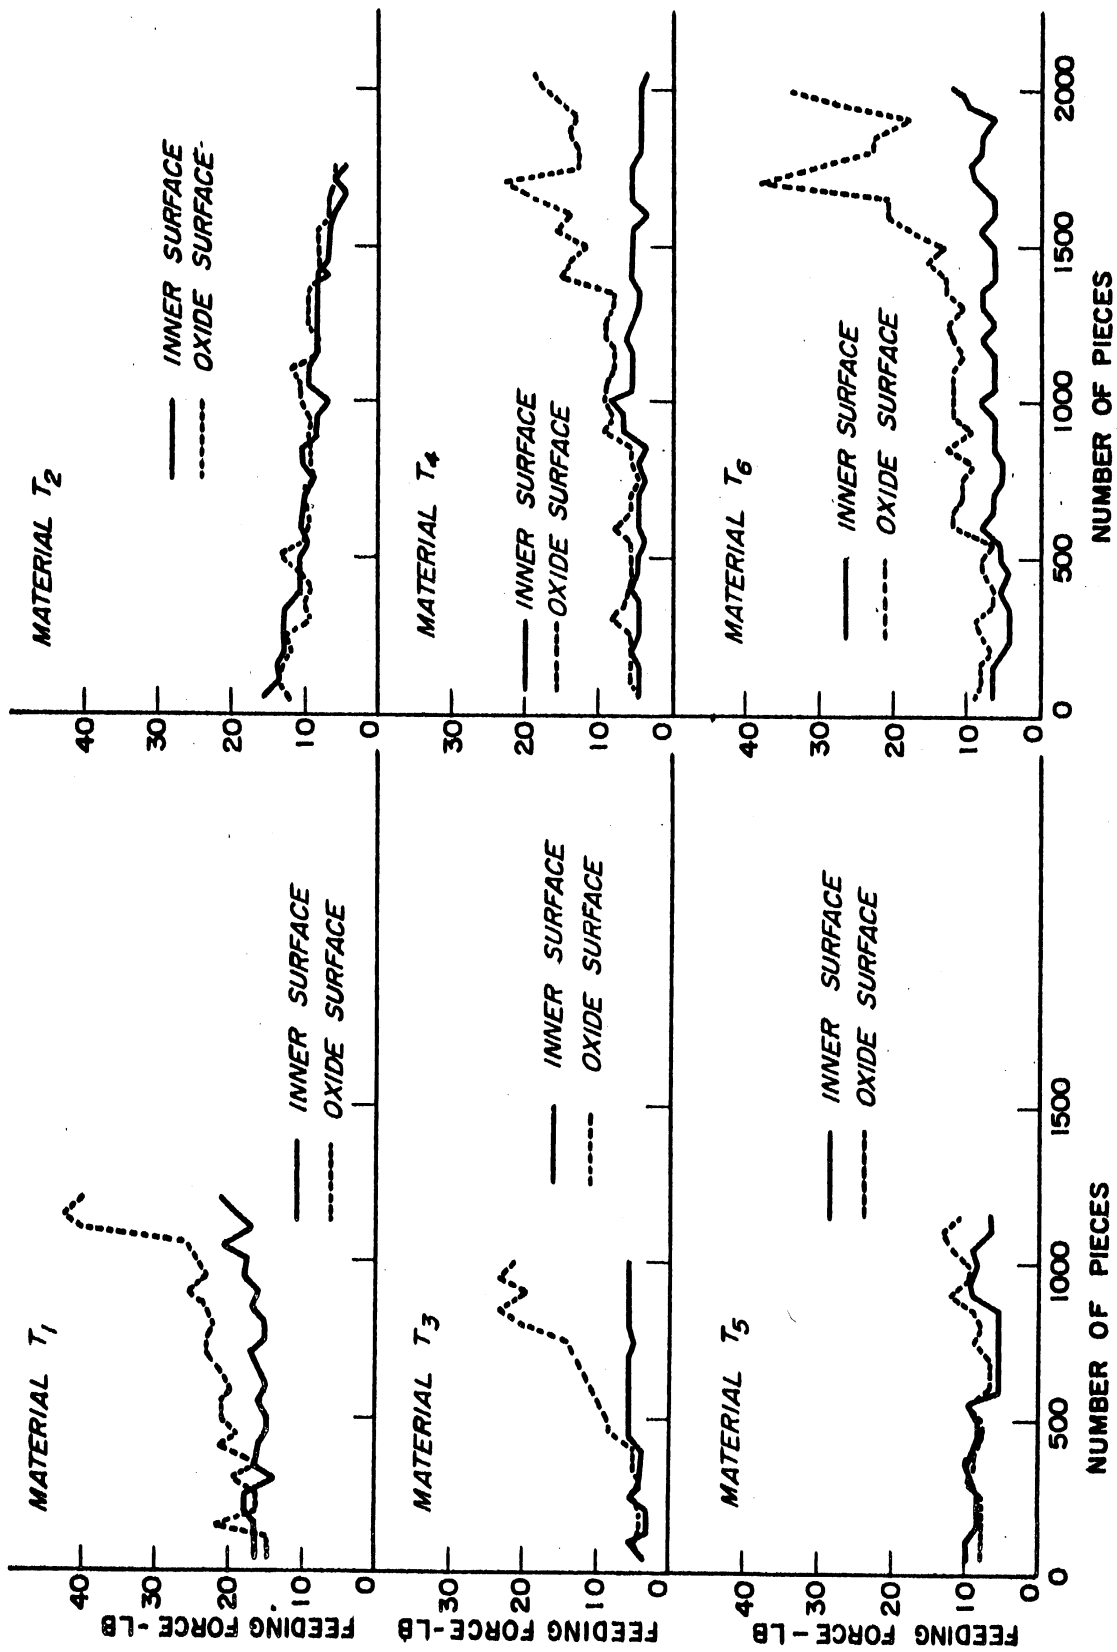 MATERIAL T1
FEEDING FORCE-LB
40
30
20
10
0
INNER SURFACE
OXIDE SURFACE
MATERIAL T2
40
30
20
10
0
INNER SURFACE
OXIDE SURFACE
MATERIAL T3
FEEDING FORCE-LB
30
20
10
0
INNER SURFACE
OXIDE SURFACE
MATERIAL T4
30
20
10
0
INNER SURFACE
OXIDE SURFACE
MATERIAL T5
FEEDING FORCE-LB
40
30
20
10
0
INNER SURFACE
OXIDE SURFACE
0 500 1000 1500
NUMBER OF PIECES
MATERIAL T6
40
30
20
10
0
INNER SURFACE
OXIDE SURFACE
0 500 1000 1500 2000
NUMBER OF PIECES